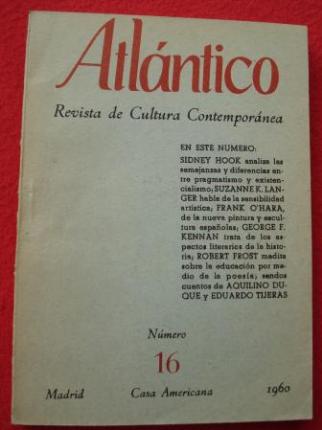 Atlántico
Revista de Cultura Contemporánea
EN ESTE NUMERO:
SIDNEY HOOK analiza las
semejanzas y diferencias en-
tre pragmatismo y existen-
cialismo; SUZANNE K. LAN-
GER habla de la sensibilidad
artística; FRANK O'HARA,
de la nueva pintura y escul-
tura españolas; GEORGE F.
KENNAN trata de los as-
pectos literarios de la histo-
ria; ROBERT FROST medita
sobre la educación por me-
dio de la poesía; sendos
cuentos de AQUILINO DU-
QUE y EDUARDO TIJERAS
Número
16
Madrid Casa Americana 1960